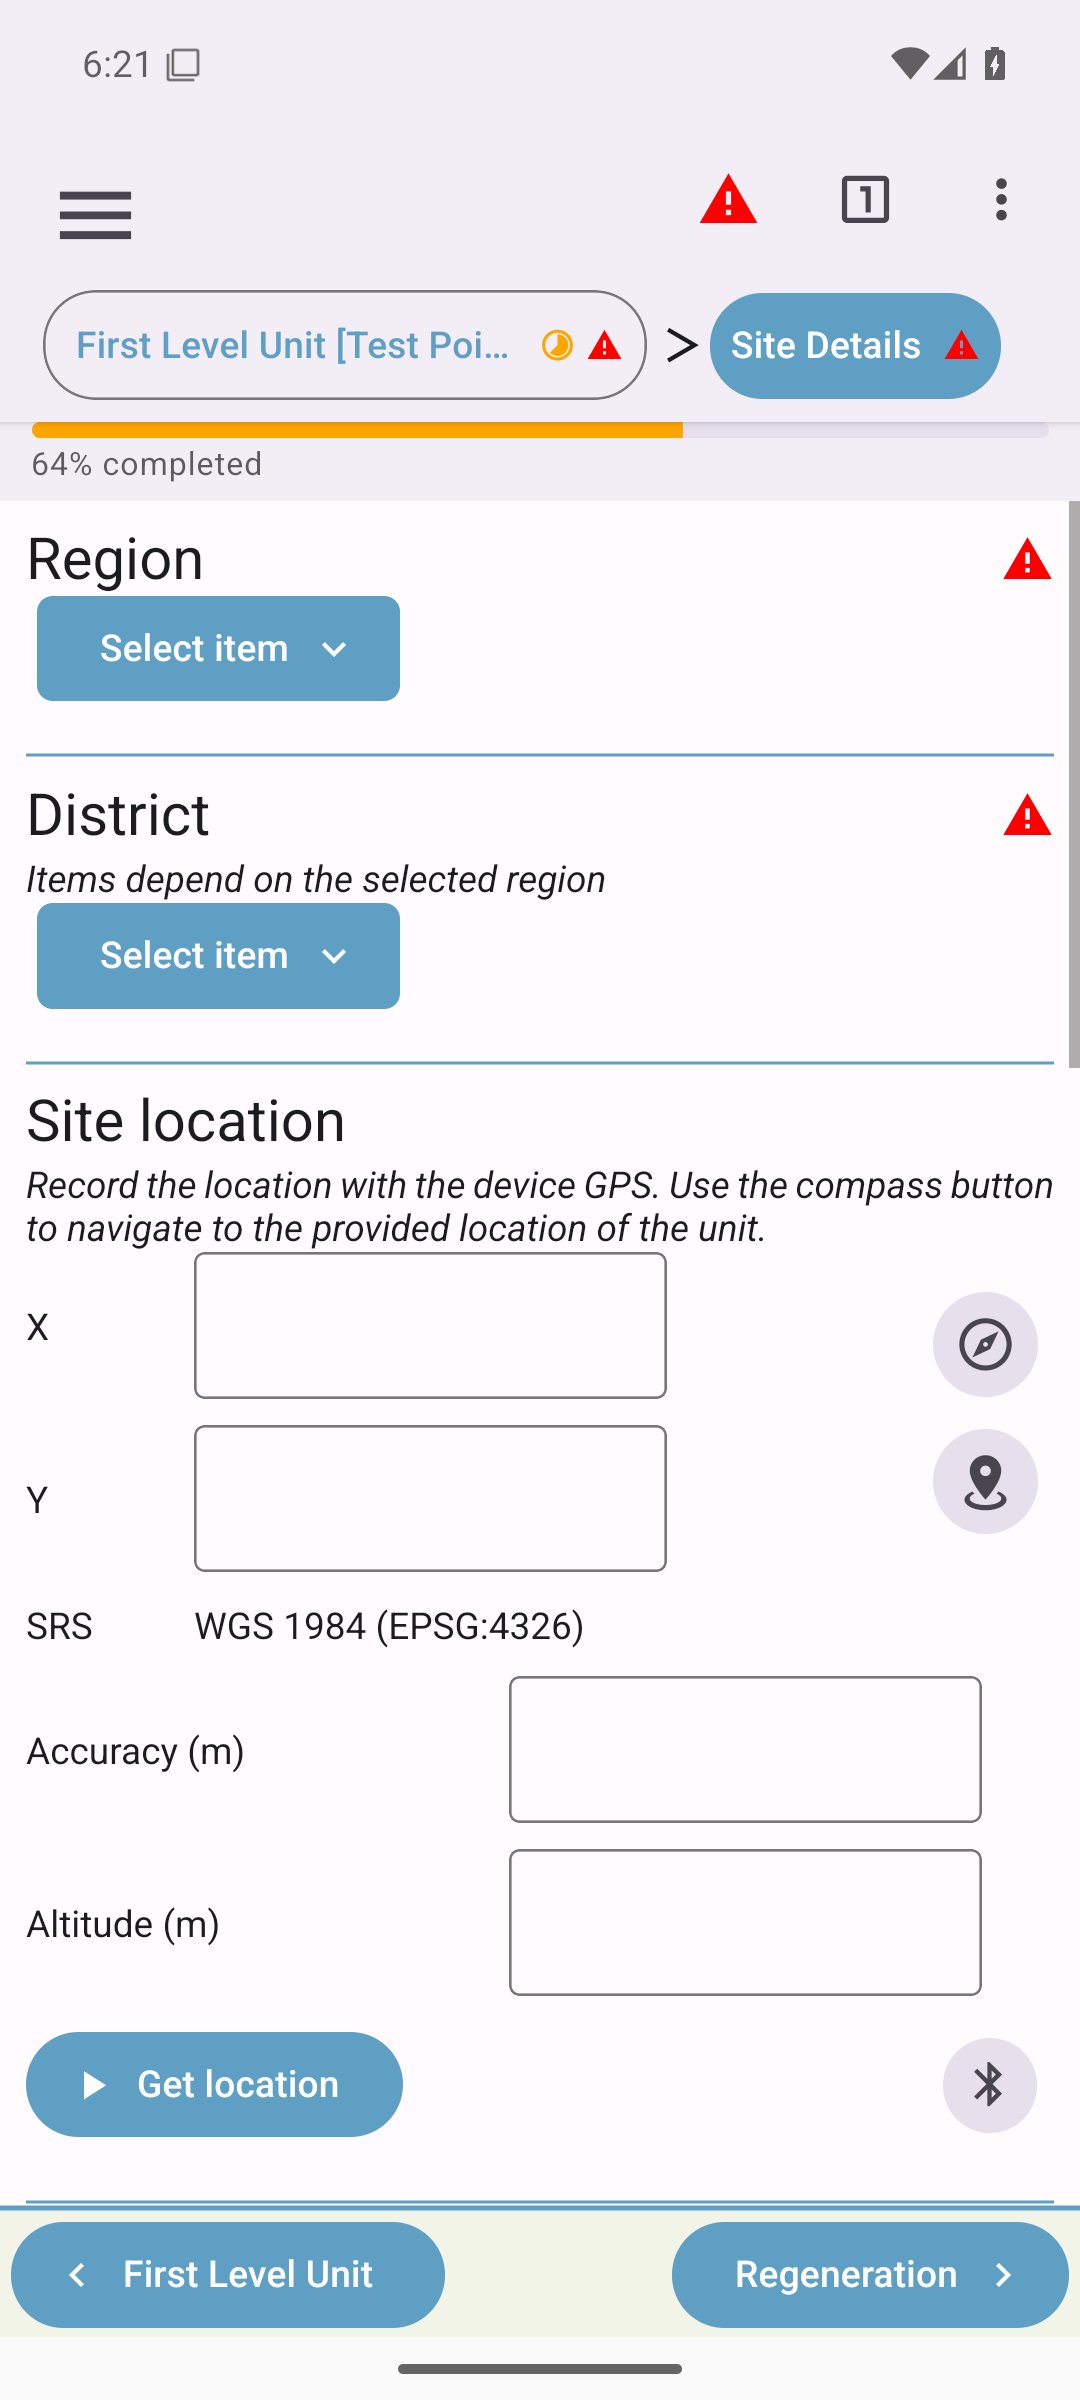 6:21
1
First Level Unit [Test Poi...
>
Site Details
64% completed
Region
Select item
District
Items depend on the selected region
Select item
Site location
Record the location with the device GPS. Use the compass button
to navigate to the provided location of the unit.
X
Y
SRS WGS 1984 (EPSG:4326)
Accuracy (m)
Altitude (m)
Get location
First Level Unit
Regeneration